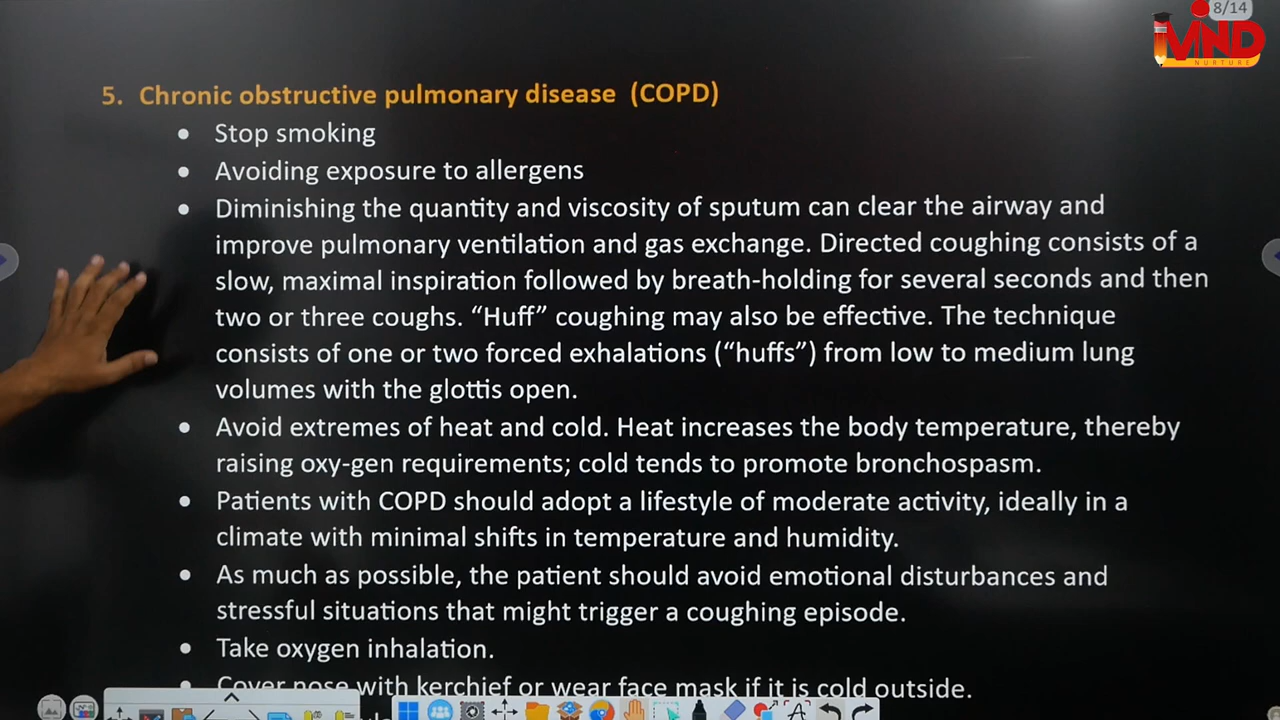 8/14
MIND
NURTURE
5. Chronic obstructive pulmonary disease (COPD)
• Stop smoking
• Avoiding exposure to allergens
• Diminishing the quantity and viscosity of sputum can clear the airway and
improve pulmonary ventilation and gas exchange. Directed coughing consists of a
slow, maximal inspiration followed by breath-holding for several seconds and then
two or three coughs. “Huff” coughing may also be effective. The technique
consists of one or two forced exhalations (“huffs”) from low to medium lung
volumes with the glottis open.
• Avoid extremes of heat and cold. Heat increases the body temperature, thereby
raising oxy-gen requirements; cold tends to promote bronchospasm.
• Patients with COPD should adopt a lifestyle of moderate activity, ideally in a
climate with minimal shifts in temperature and humidity.
• As much as possible, the patient should avoid emotional disturbances and
stressful situations that might trigger a coughing episode.
• Take oxygen inhalation.
• Cover nose with kerchief or wear face mask if it is cold outside.